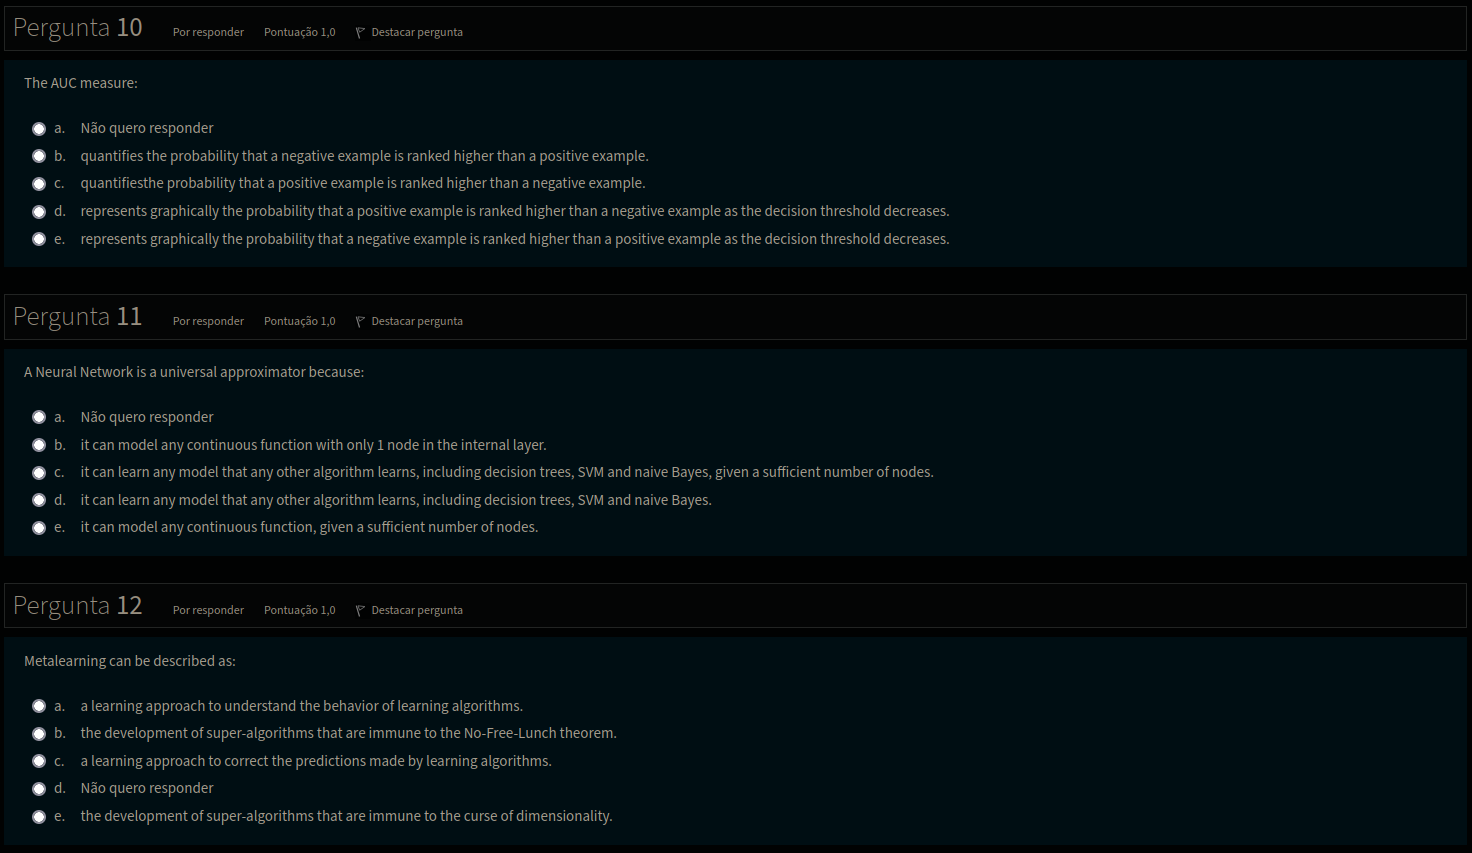 Pergunta 10 Por responder Pontuação 1,0 Destacar pergunta
The AUC measure:
a. Não quero responder
b. quantifies the probability that a negative example is ranked higher than a positive example.
c. quantifiesthe probability that a positive example is ranked higher than a negative example.
d. represents graphically the probability that a positive example is ranked higher than a negative example as the decision threshold decreases.
e. represents graphically the probability that a negative example is ranked higher than a positive example as the decision threshold decreases.
Pergunta 11 Por responder Pontuação 1,0 Destacar pergunta
A Neural Network is a universal approximator because:
a. Não quero responder
b. it can model any continuous function with only 1 node in the internal layer.
c. it can learn any model that any other algorithm learns, including decision trees, SVM and naive Bayes, given a sufficient number of nodes.
d. it can learn any model that any other algorithm learns, including decision trees, SVM and naive Bayes.
e. it can model any continuous function, given a sufficient number of nodes.
Pergunta 12 Por responder Pontuação 1,0 Destacar pergunta
Metalearning can be described as:
a. a learning approach to understand the behavior of learning algorithms.
b. the development of super-algorithms that are immune to the No-Free-Lunch theorem.
c. a learning approach to correct the predictions made by learning algorithms.
d. Não quero responder
e. the development of super-algorithms that are immune to the curse of dimensionality.